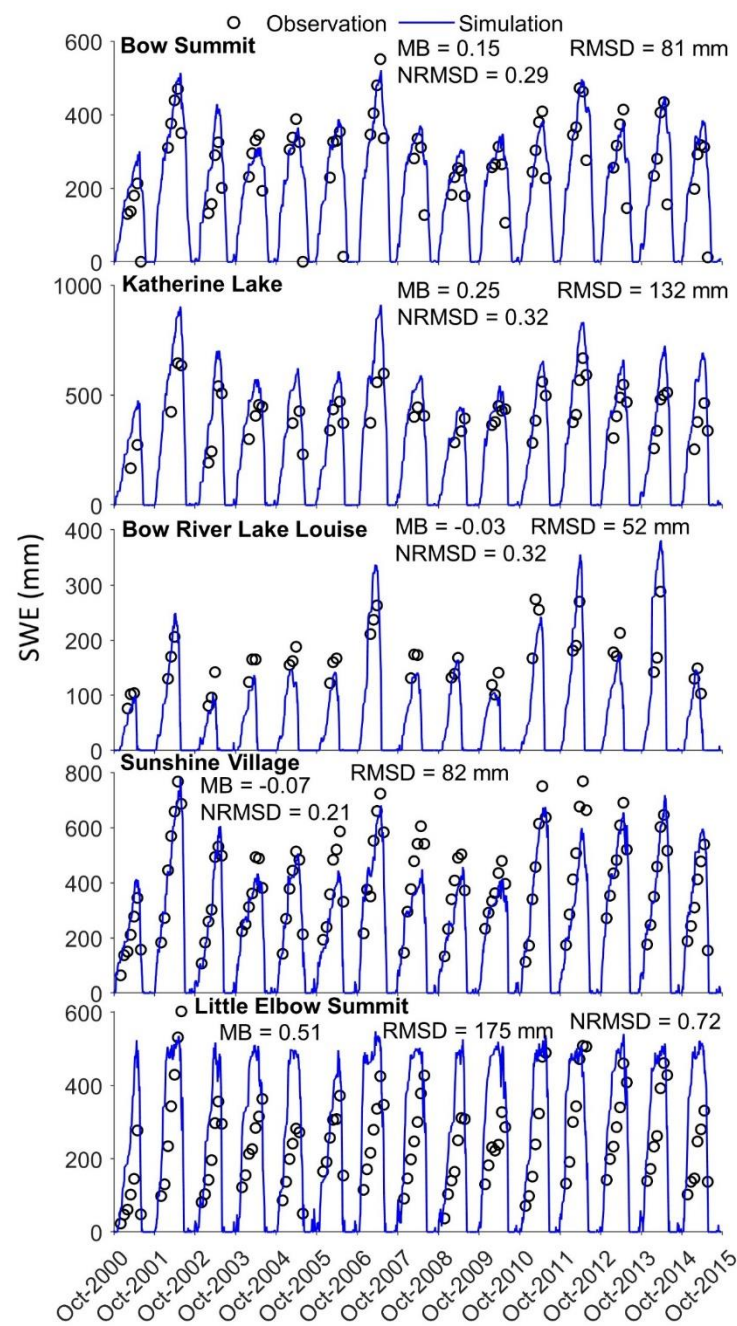 Observation Simulation
Bow Summit MB = 0.15 RMSD = 81 mm
NRMSD = 0.29
600
400
200
0
Katherine Lake MB = 0.25 RMSD = 132 mm
NRMSD = 0.32
1000
500
0
Bow River Lake Louise MB = -0.03 RMSD = 52 mm
NRMSD = 0.32
400
300
200
100
0
SWE (mm)
Sunshine Village
MB = -0.07 RMSD = 82 mm
NRMSD = 0.21
800
600
400
200
0
Little Elbow Summit
MB = 0.51 RMSD = 175 mm NRMSD = 0.72
600
400
200
0
Oct-2000 Oct-2001 Oct-2002 Oct-2003 Oct-2004 Oct-2005 Oct-2006 Oct-2007 Oct-2008 Oct-2009 Oct-2010 Oct-2011 Oct-2012 Oct-2013 Oct-2014 Oct-2015